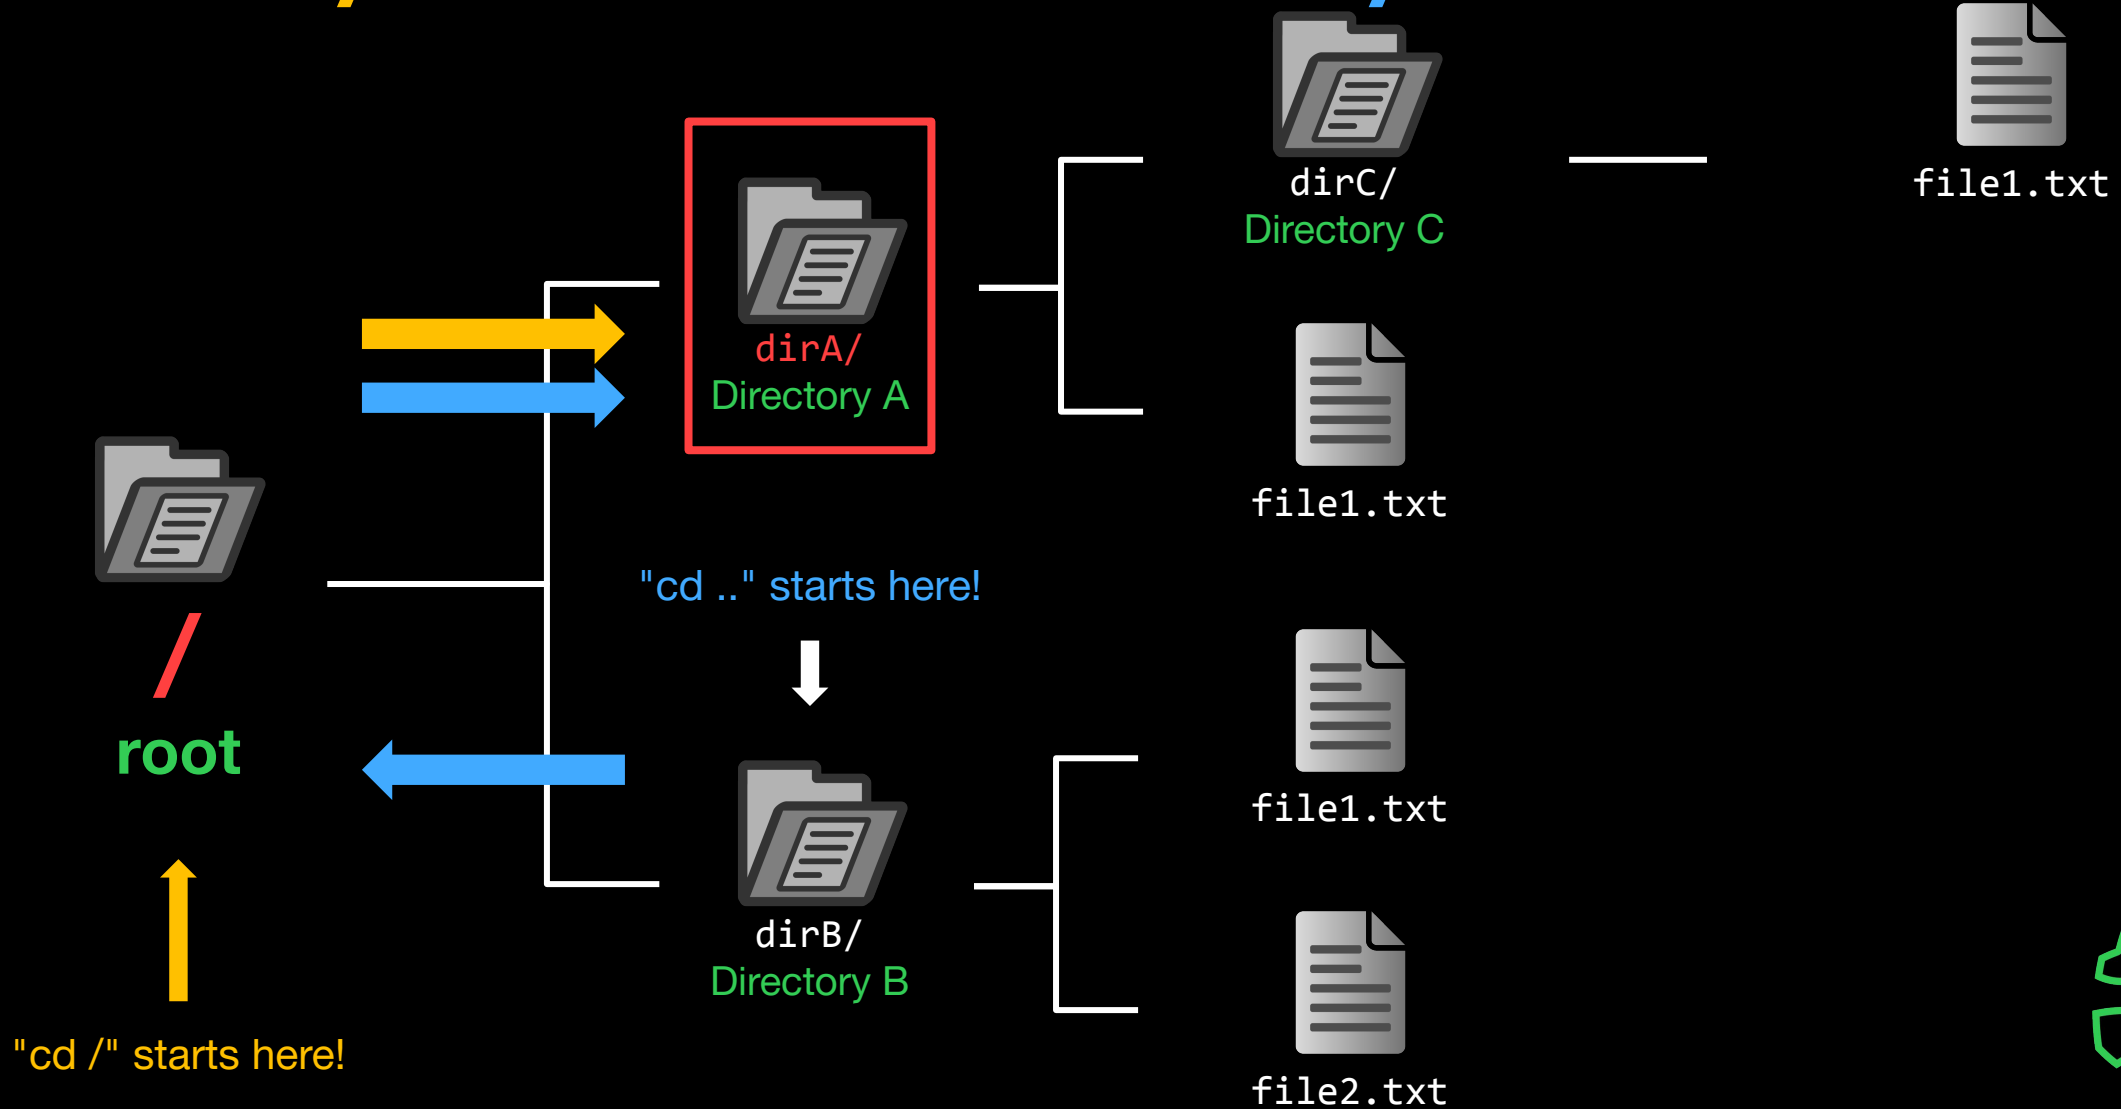 dirC/
Directory C
file1.txt
dirA/
Directory A
file1.txt
"cd .." starts here!
/
root
file1.txt
dirB/
Directory B
"cd /" starts here!
file2.txt